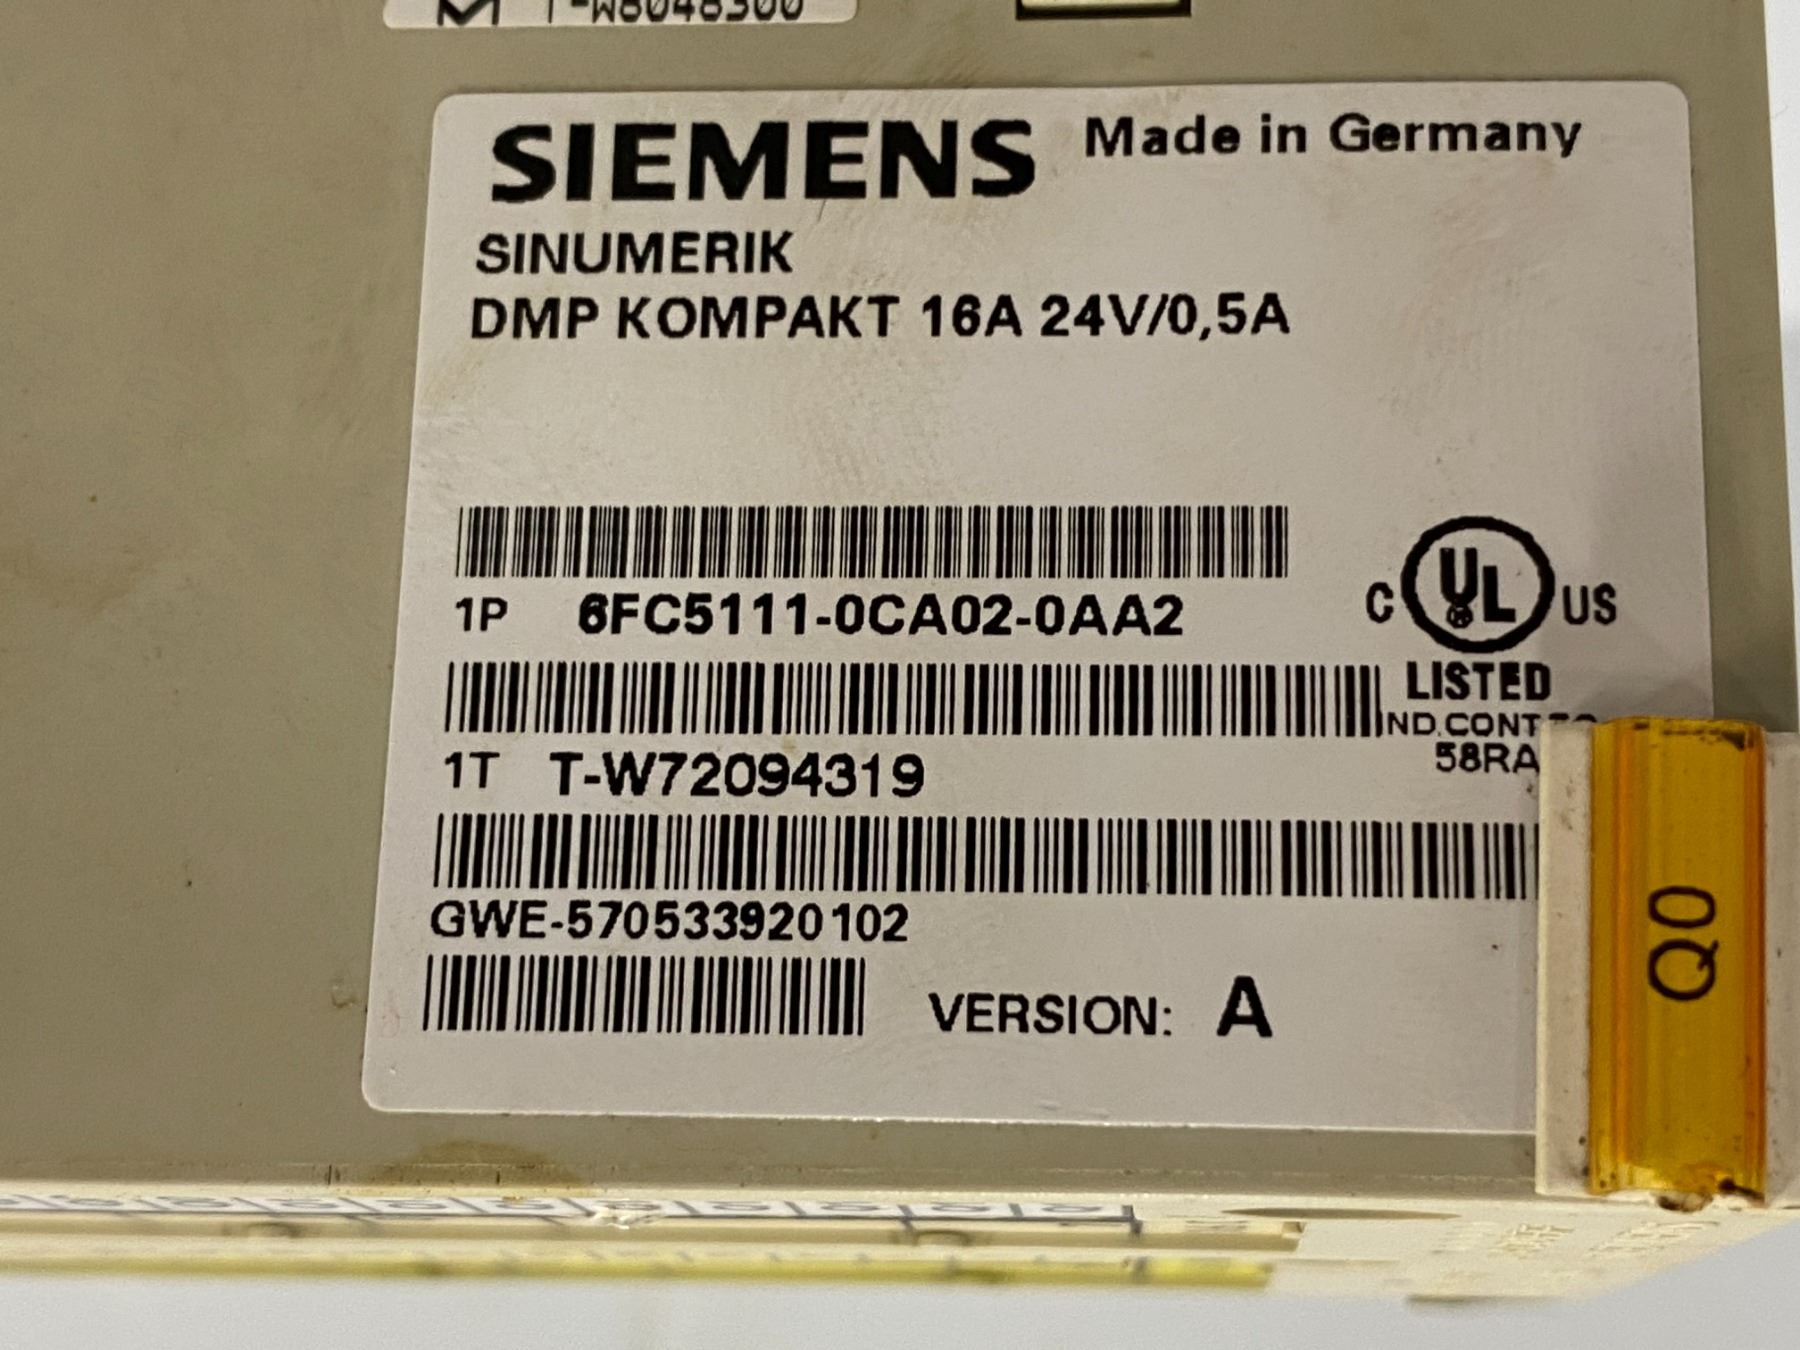 T-W8048300
SIEMENS Made in Germany
SINUMERIK
DMP KOMPAKT 16A 24V/0,5A
1P 6FC5111-0CA02-0AA2
C UL US
LISTED
1T T-W72094319
58RA
GWE-570533920102
VERSION: A
Q0